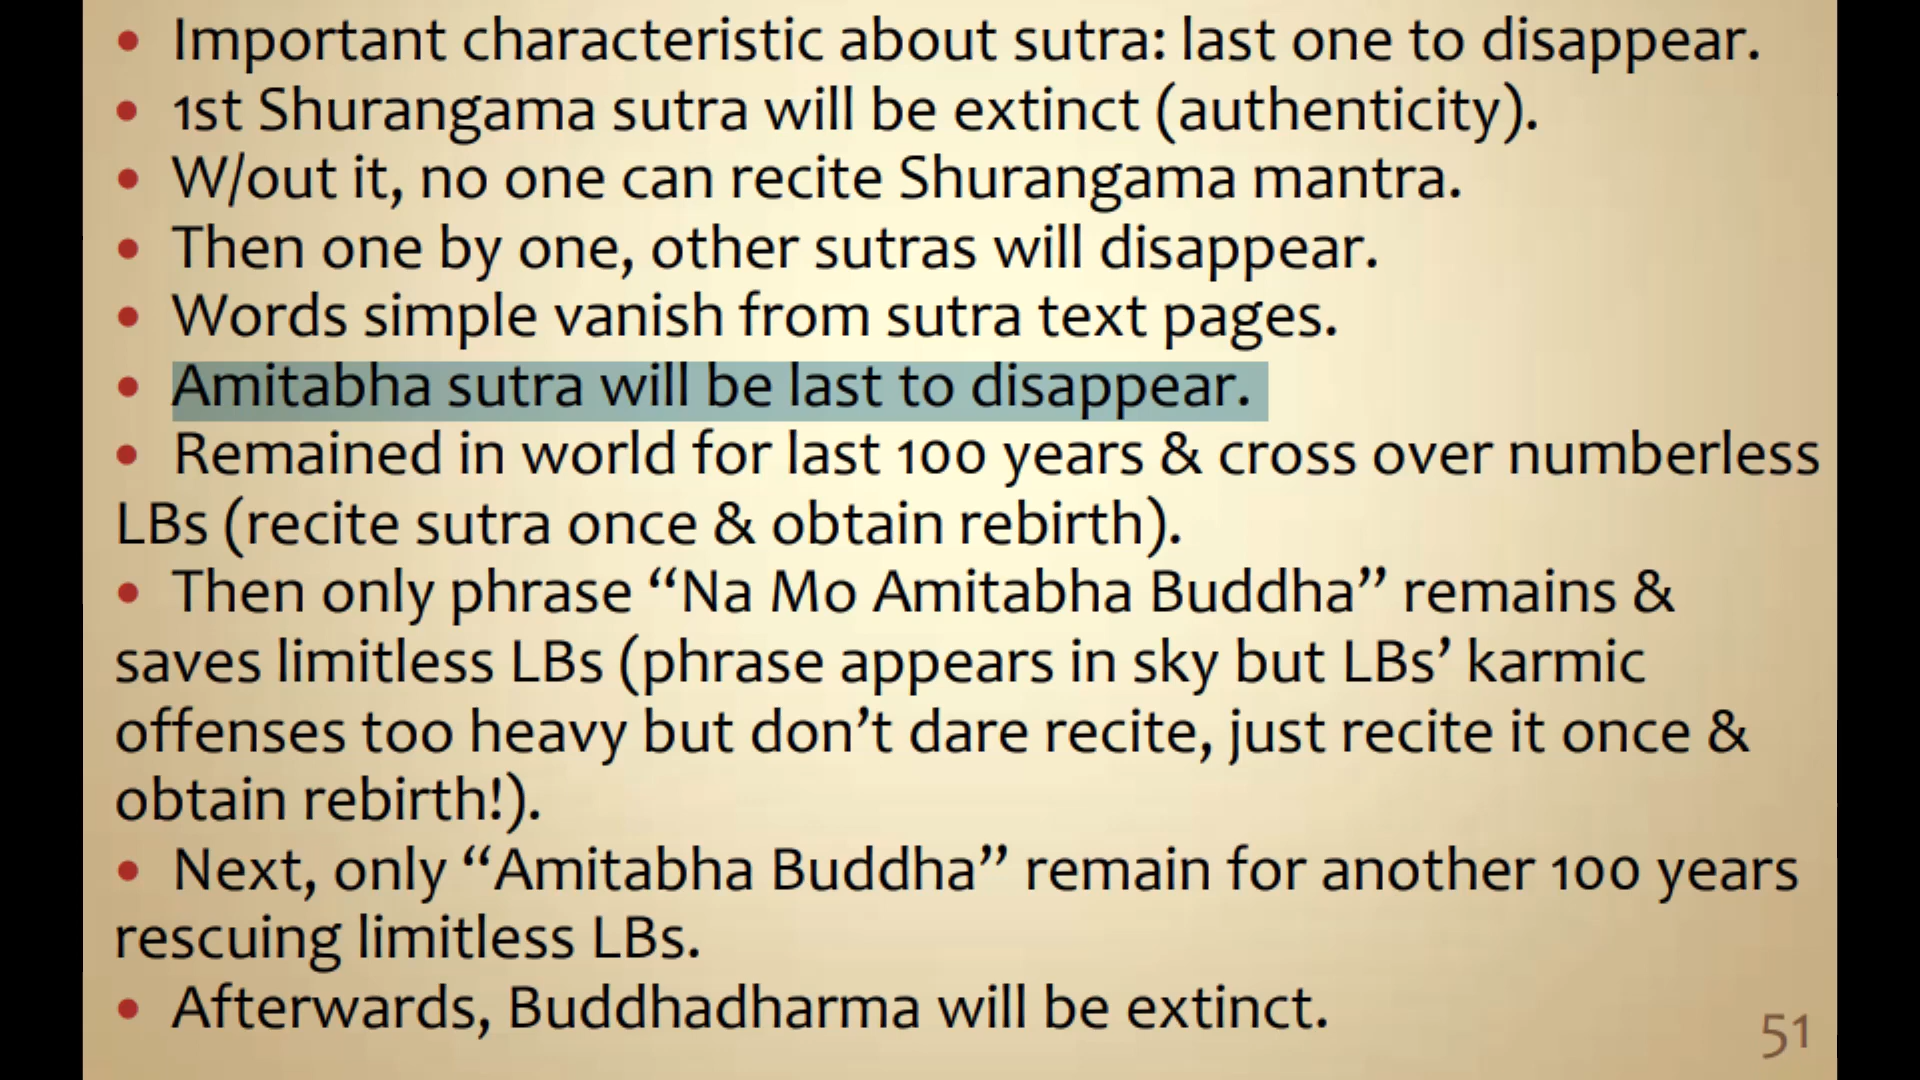 • Important characteristic about sutra: last one to disappear.
• 1st Shurangama sutra will be extinct (authenticity).
• W/out it, no one can recite Shurangama mantra.
• Then one by one, other sutras will disappear.
• Words simple vanish from sutra text pages.
• Amitabha sutra will be last to disappear.
• Remained in world for last 100 years & cross over numberless
LBs (recite sutra once & obtain rebirth).
• Then only phrase “Na Mo Amitabha Buddha” remains &
saves limitless LBs (phrase appears in sky but LBs’ karmic
offenses too heavy but don’t dare recite, just recite it once &
obtain rebirth!).
• Next, only “Amitabha Buddha” remain for another 100 years
rescuing limitless LBs.
• Afterwards, Buddhadharma will be extinct.
51